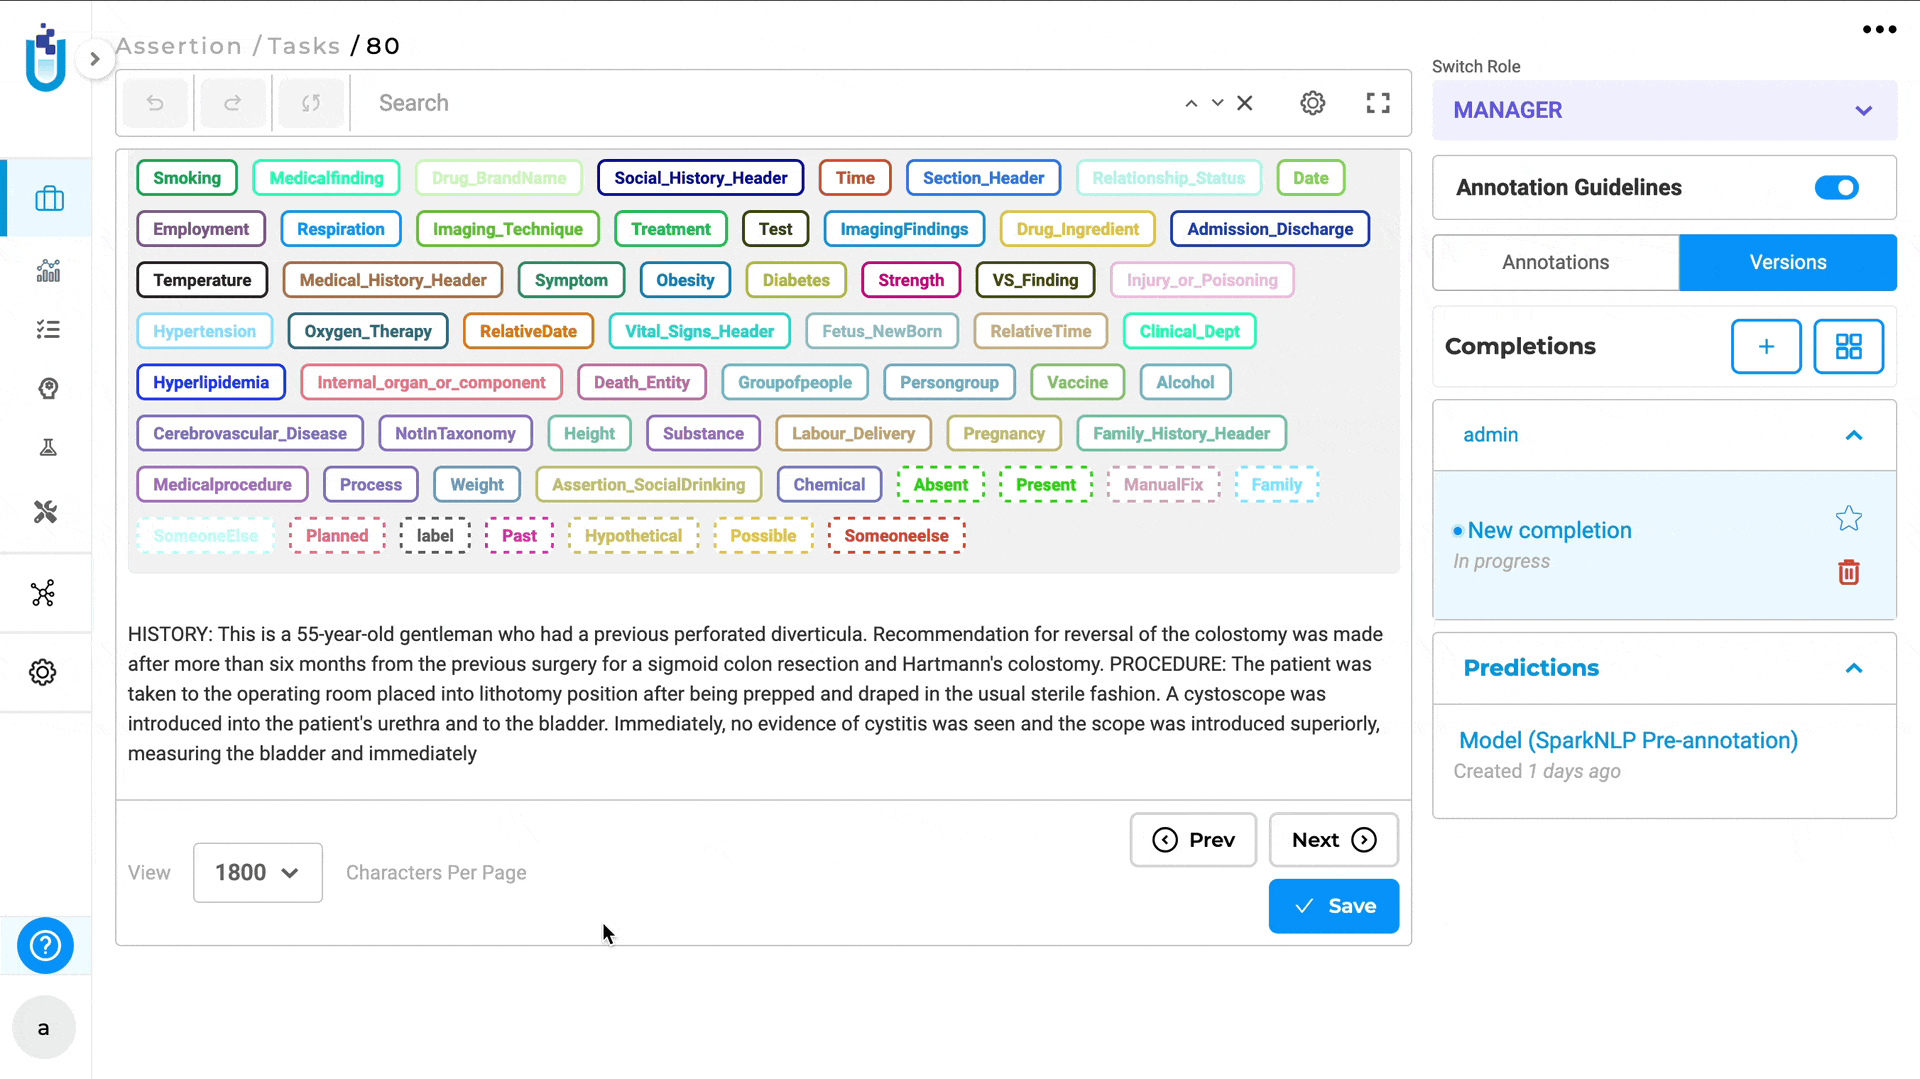 Assertion / Tasks / 80
Search
Smoking Medicalfinding Drug_BrandName Social_History_Header Time Section_Header Relationship_Status Date
Employment Respiration Imaging_Technique Treatment Test ImagingFindings Drug_Ingredient Admission_Discharge
Temperature Medical_History_Header Symptom Obesity Diabetes Strength VS_Finding Injury_or_Poisoning
Hypertension Oxygen_Therapy RelativeDate Vital_Signs_Header Fetus_NewBorn RelativeTime Clinical_Dept
Hyperlipidemia Internal_organ_or_component Death_Entity Groupofpeople Persongroup Vaccine Alcohol
Cerebrovascular_Disease NotInTaxonomy Height Substance Labour_Delivery Pregnancy Family_History_Header
Medicalprocedure Process Weight Assertion_SocialDrinking Chemical Absent Present ManualFix Family
SomeoneElse Planned label Past Hypothetical Possible Someoneelse
HISTORY: This is a 55-year-old gentleman who had a previous perforated diverticula. Recommendation for reversal of the colostomy was made
after more than six months from the previous surgery for a sigmoid colon resection and Hartmann's colostomy. PROCEDURE: The patient was
taken to the operating room placed into lithotomy position after being prepped and draped in the usual sterile fashion. A cystoscope was
introduced into the patient's urethra and to the bladder. Immediately, no evidence of cystitis was seen and the scope was introduced superiorly,
measuring the bladder and immediately
Prev Next
View 1800 Characters Per Page
Save
a
Switch Role
MANAGER
Annotation Guidelines
Annotations Versions
Completions
admin
New completion
In progress
Predictions
Model (SparkNLP Pre-annotation)
Created 1 days ago